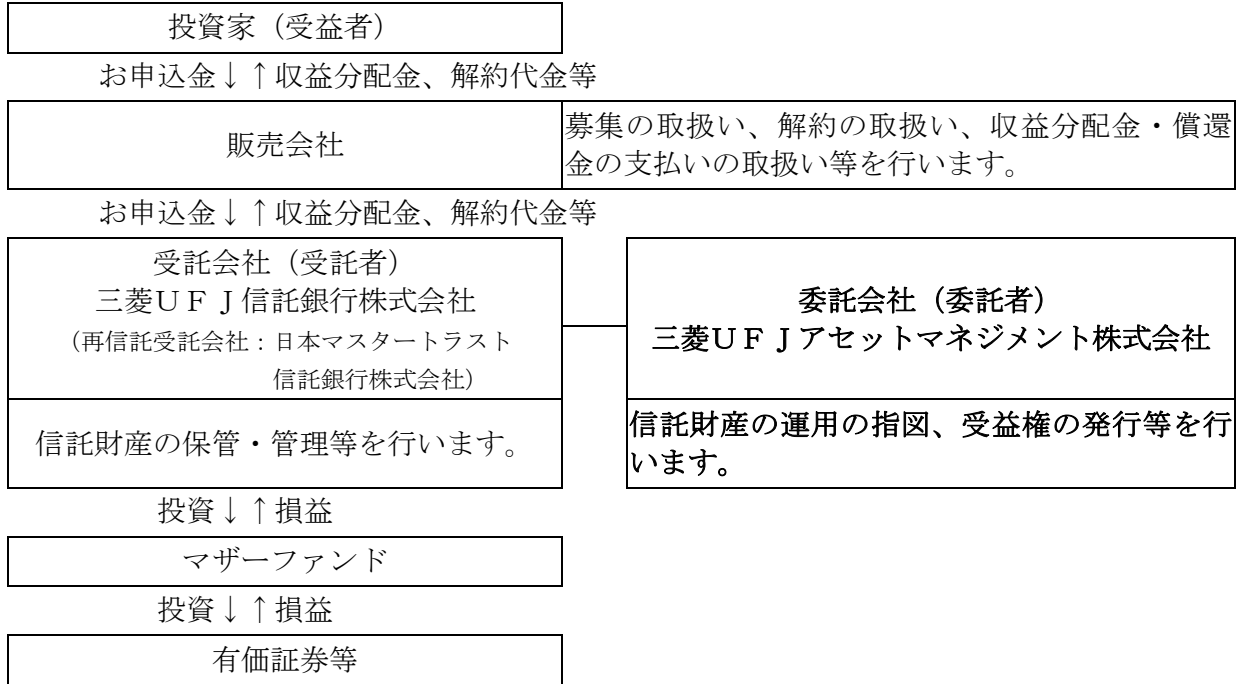 投資家（受益者）
お申込金↓↑収益分配金、解約代金等
販売会社
募集の取扱い、解約の取扱い、収益分配金・償還
金の支払いの取扱い等を行います。
お申込金↓↑収益分配金、解約代金等
受託会社（受託者）
三菱ＵＦＪ信託銀行株式会社
（再信託受託会社：日本マスタートラスト
信託銀行株式会社）
信託財産の保管・管理等を行います。
委託会社（委託者）
三菱ＵＦＪアセットマネジメント株式会社
信託財産の運用の指図、受益権の発行等を行
います。
投資↓↑損益
マザーファンド
投資↓↑損益
有価証券等